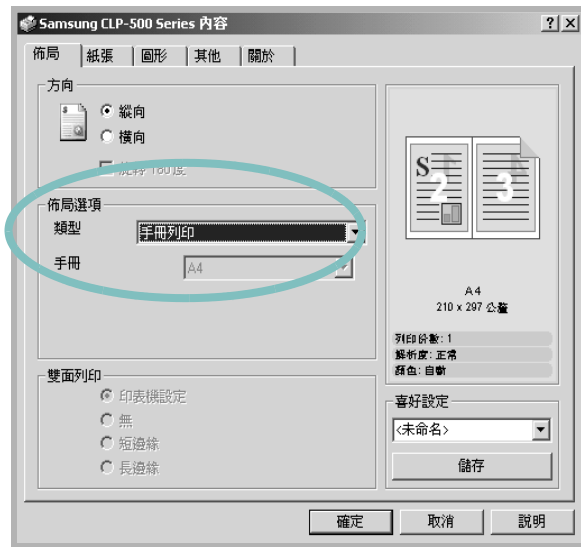 Samsung CLP-500 Series 內容
佈局
紙張
圖形
其他
關於
方向
縱向
橫向
旋轉 180 度
佈局選項
類型
手冊列印
手冊
A4
雙面列印
印表機設定
無
短邊緣
長邊緣
S
2
3
A4
210 x 297 公釐
列印份數: 1
解析度: 正常
顏色: 自動
喜好設定
<未命名>
儲存
確定
取消
說明